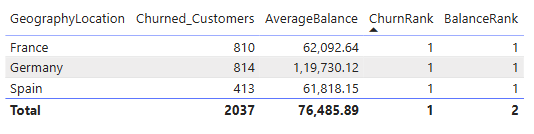 GeographyLocation Churned_Customers AverageBalance ChurnRank BalanceRank
France 810 62,092.64 1 1
Germany 814 1,19,730.12 1 1
Spain 413 61,818.15 1 1
Total 2037 76,485.89 1 2